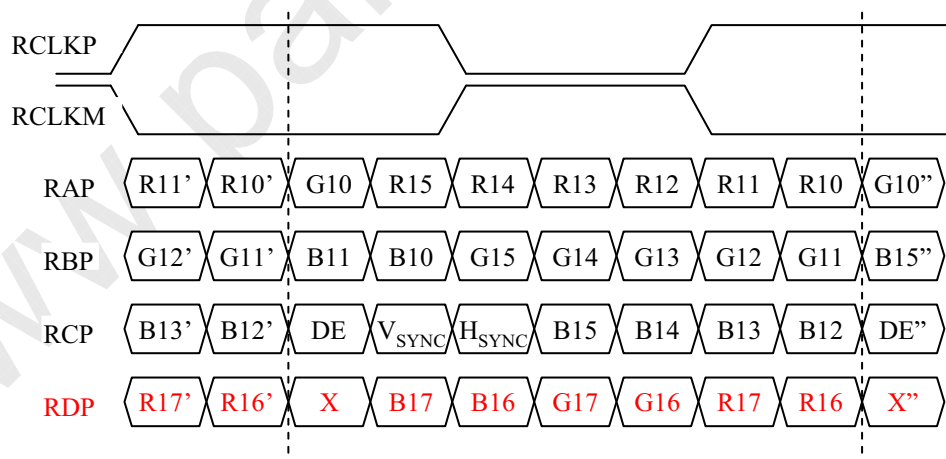 RCLKP
RCLKM
RAP R11’ R10’ G10 R15 R14 R13 R12 R11 R10 G10”
RBP G12’ G11’ B11 B10 G15 G14 G13 G12 G11 B15”
RCP B13’ B12’ DE VSYNC HSYNC B15 B14 B13 B12 DE”
RDP R17’ R16’ X B17 B16 G17 G16 R17 R16 X”